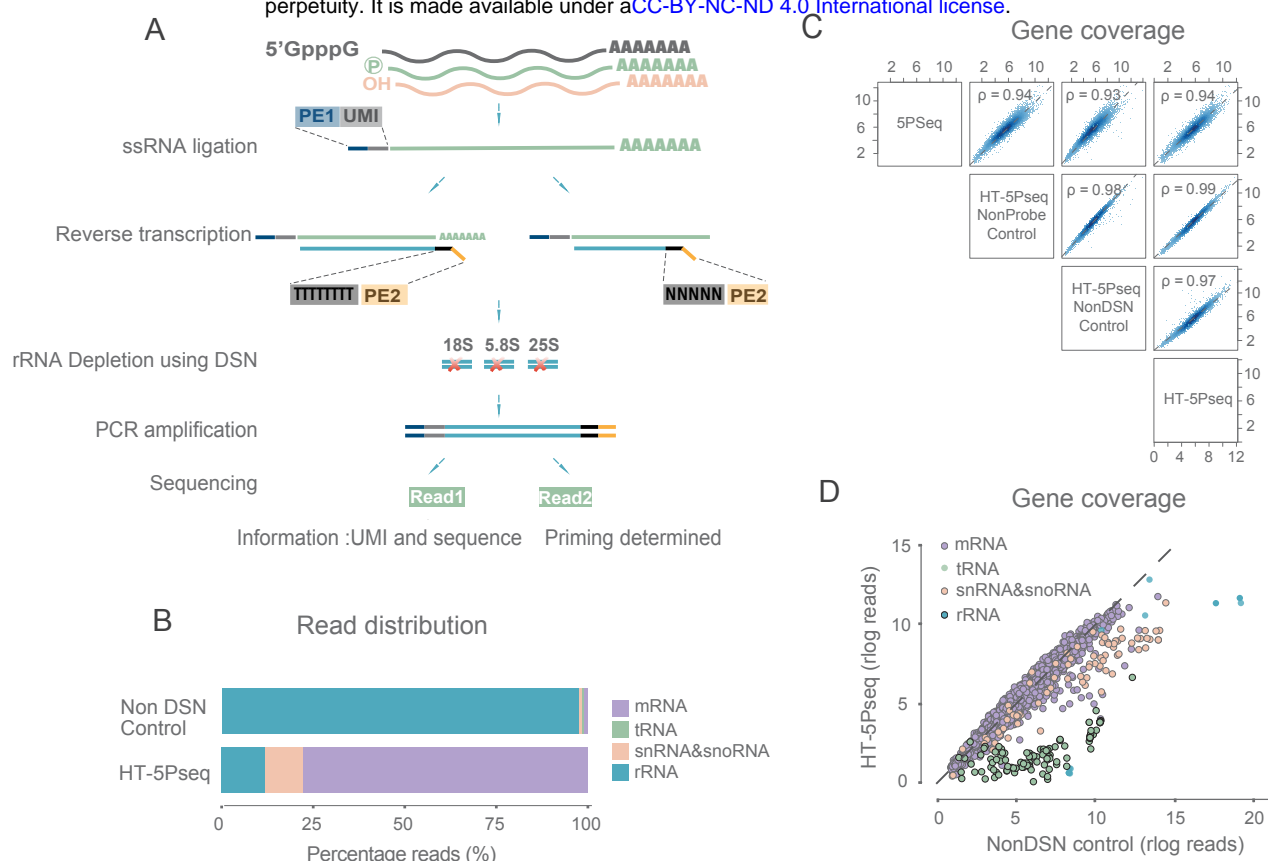 perpetuity. It is made available under aCC-BY-NC-ND 4.0 International license.
A
5'GpppG
AAAAAAA
P
AAAAAAA
OH
AAAAAAA
PE1 UMI
ssRNA ligation
AAAAAAA
Reverse transcription
AAAAAAA
TTTTTTTT PE2
NNNNN PE2
rRNA Depletion using DSN
18S 5.8S 25S
PCR amplification
Sequencing
Read1 Read2
Information :UMI and sequence Priming determined
B
Read distribution
Non DSN
Control
HT-5Pseq
mRNA
tRNA
snRNA&snoRNA
rRNA
0 25 50 75 100
Percentage reads (%)
C
Gene coverage
2 6 10 2 6 10 2 6 10 2 6 10
5PSeq
ρ = 0.94 ρ = 0.93 ρ = 0.94
10
6
2
10
6
2
HT-5Pseq
NonProbe
Control
ρ = 0.98 ρ = 0.99
10
6
2
HT-5Pseq
NonDSN
Control
ρ = 0.97
10
6
2
HT-5Pseq
10
6
2
0 4 8 12
D
Gene coverage
HT-5Pseq (rlog reads)
15
10
5
0
mRNA
tRNA
snRNA&snoRNA
rRNA
0 5 10 15 20
NonDSN control (rlog reads)